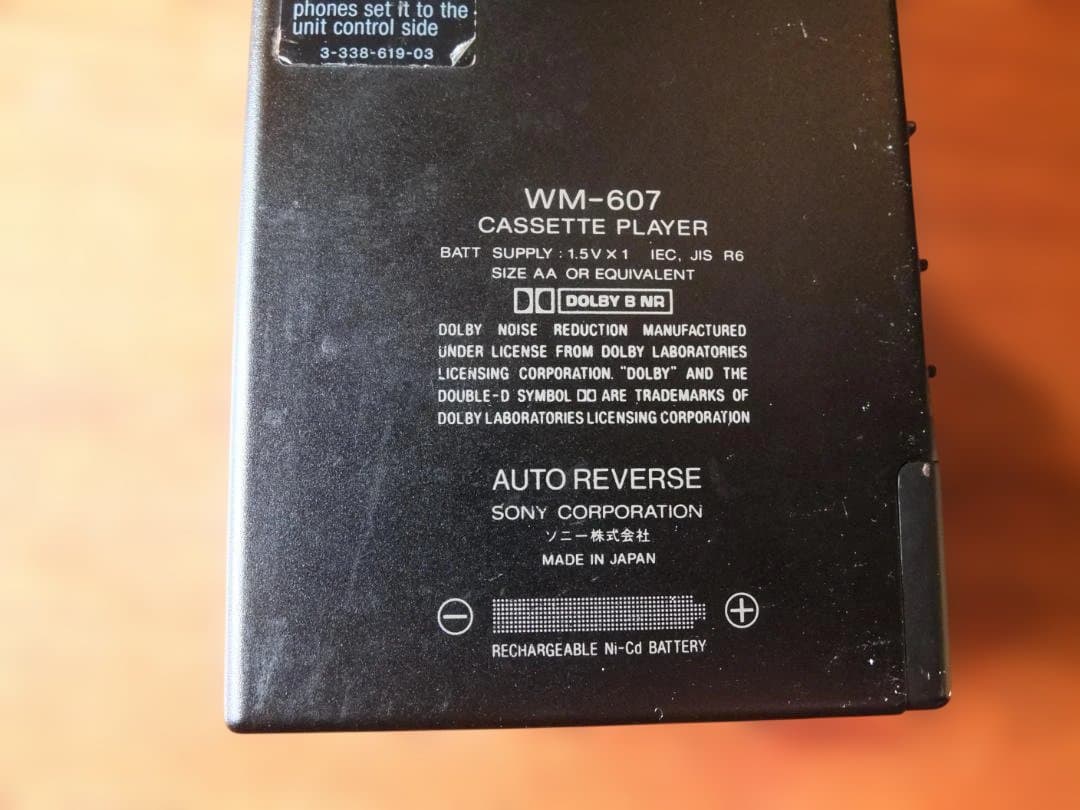 phones set it to the
unit control side
3-338-619-03
WM-607
CASSETTE PLAYER
BATT SUPPLY : 1.5V X 1 IEC, JIS R6
SIZE AA OR EQUIVALENT
DOLBY B NR
DOLBY NOISE REDUCTION MANUFACTURED
UNDER LICENSE FROM DOLBY LABORATORIES
LICENSING CORPORATION. "DOLBY" AND THE
DOUBLE-D SYMBOL ARE TRADEMARKS OF
DOLBY LABORATORIES LICENSING CORPORATION
AUTO REVERSE
SONY CORPORATION
ソニー株式会社
MADE IN JAPAN
− +
RECHARGEABLE Ni-Cd BATTERY